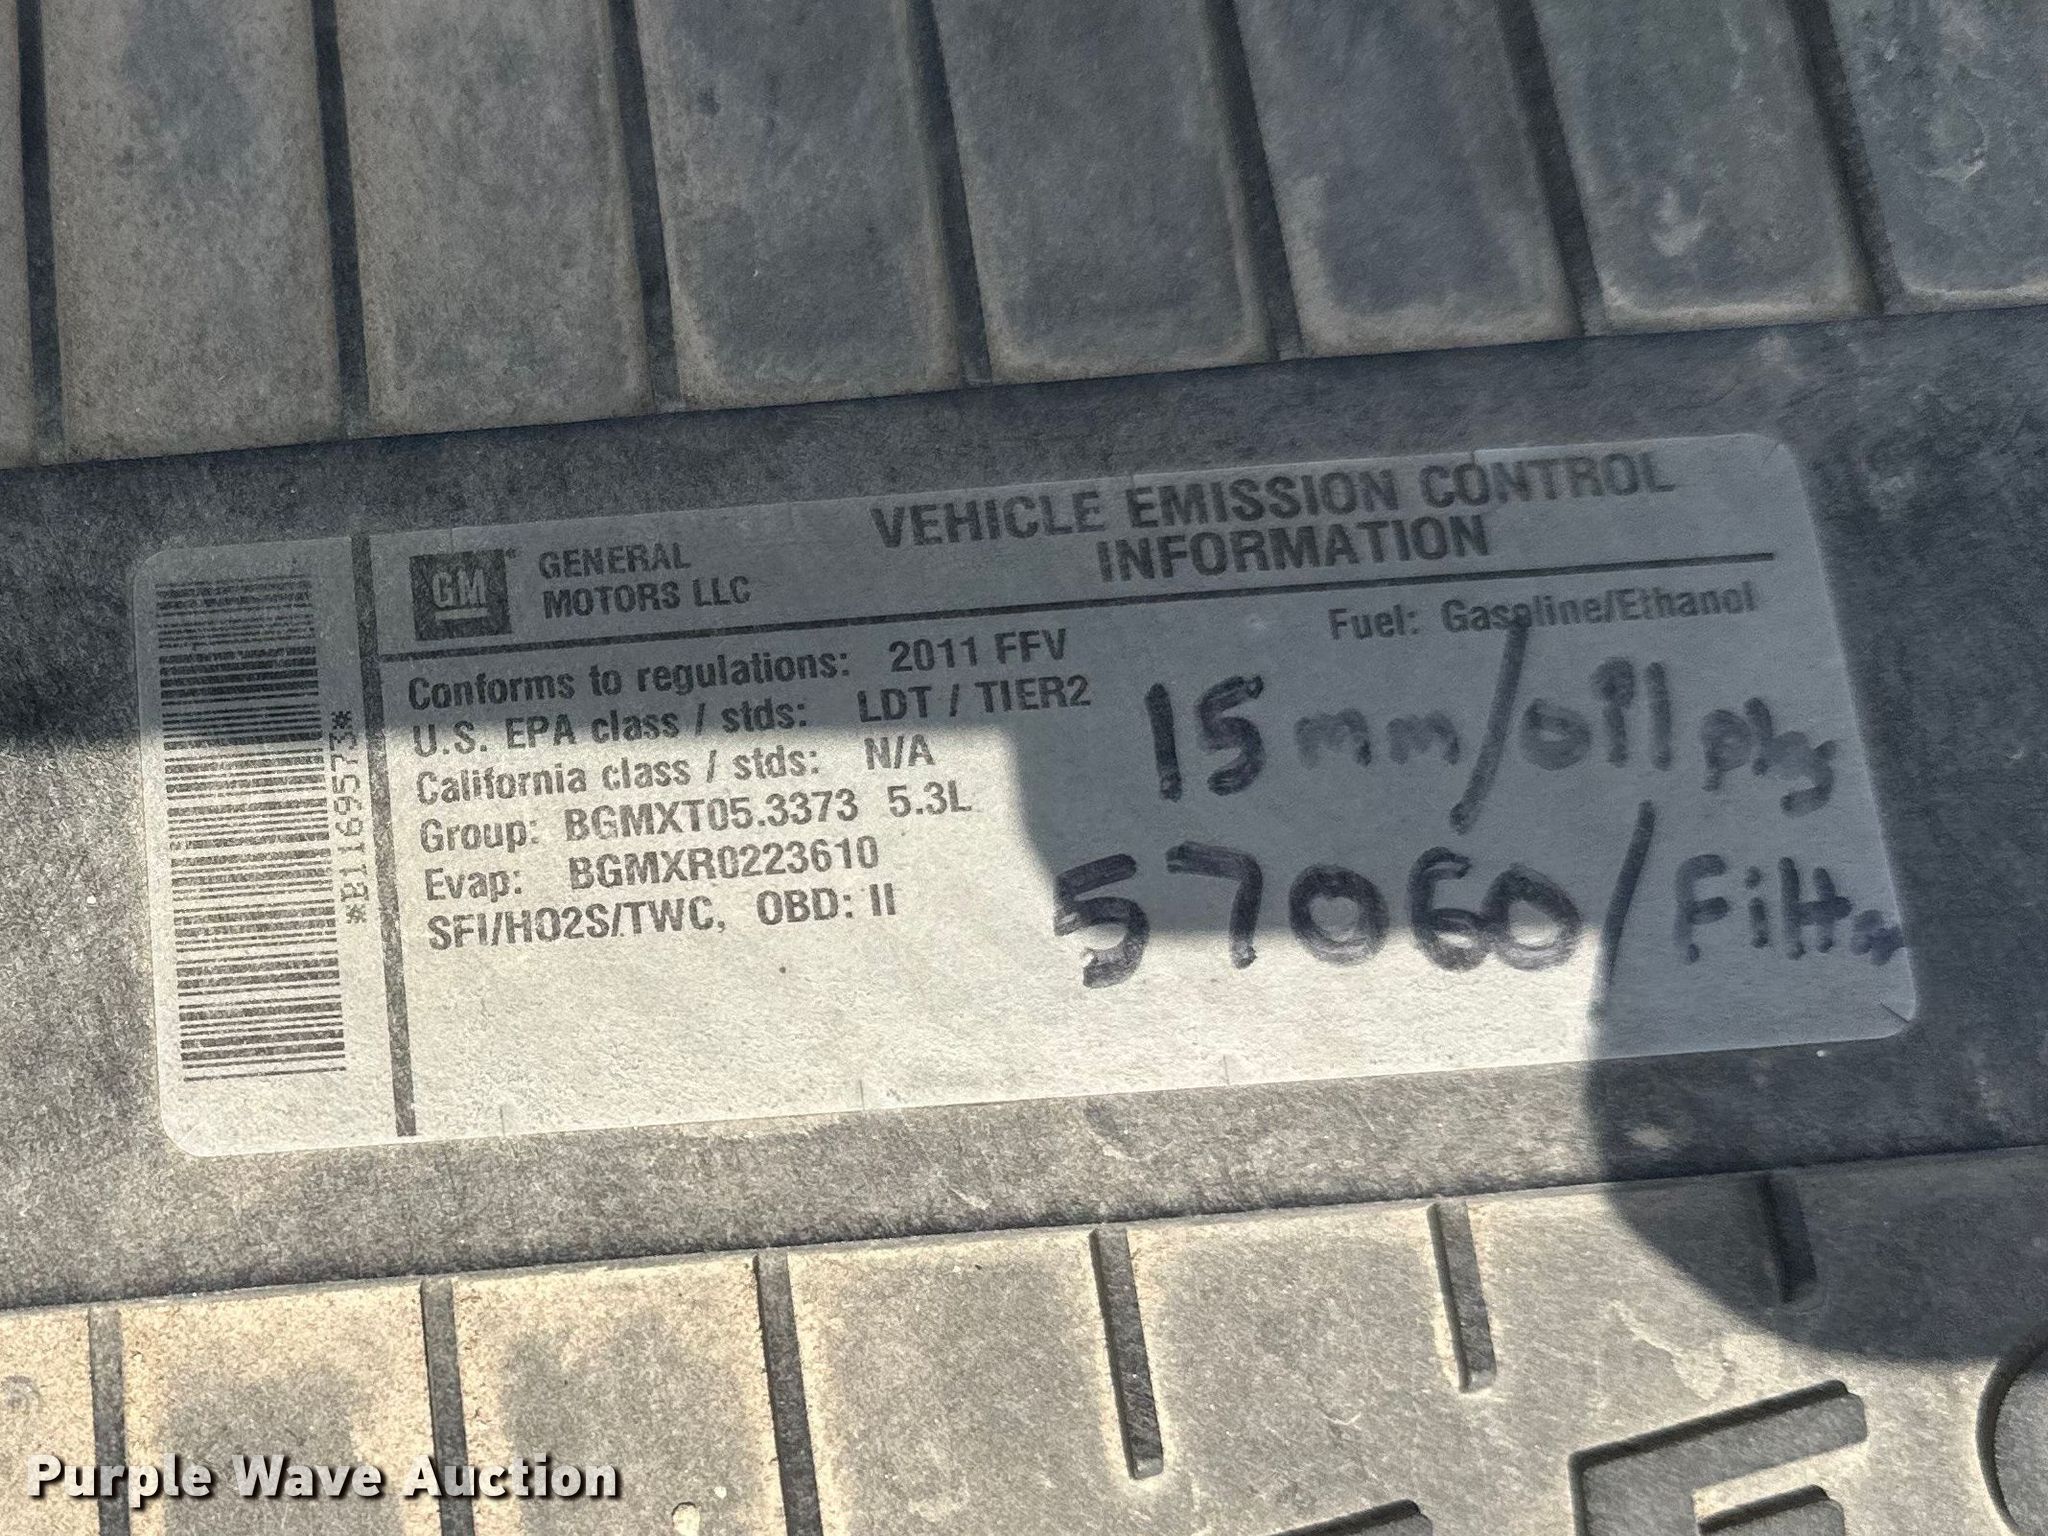 GM
GENERAL
MOTORS LLC
VEHICLE EMISSION CONTROL
INFORMATION
Fuel: Gasoline/Ethanol
Conforms to regulations: 2011 FFV
U.S. EPA class / stds: LDT / TIER2
California class / stds: N/A
Group: BGMXT05.3373 5.3L
Evap: BGMXR0223610
SFI/HO2S/TWC, OBD: II
*B1169573*
15mm/oil plug
57060/Filter
Purple Wave Auction